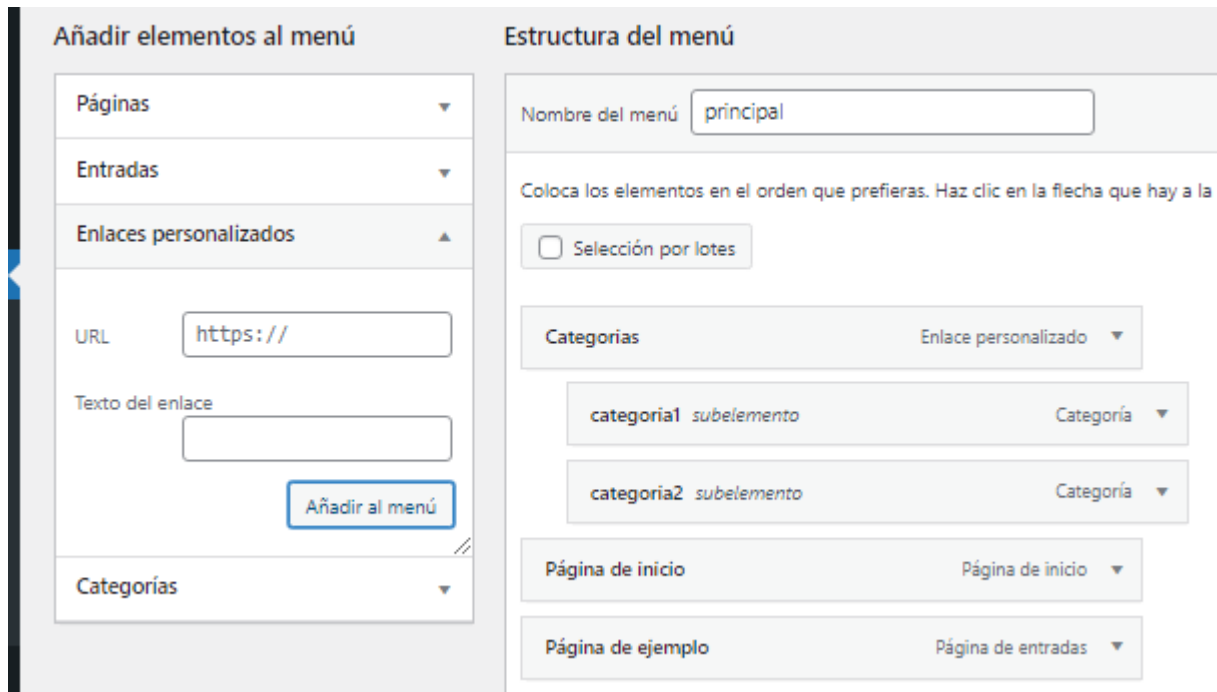 Añadir elementos al menú
Páginas
Entradas
Enlaces personalizados
URL
https://
Texto del enlace
Añadir al menú
Categorías
Estructura del menú
Nombre del menú principal
Coloca los elementos en el orden que prefieras. Haz clic en la flecha que hay a la
Selección por lotes
Categorias Enlace personalizado
categoria1 subelemento Categoría
categoria2 subelemento Categoría
Página de inicio Página de inicio
Página de ejemplo Página de entradas